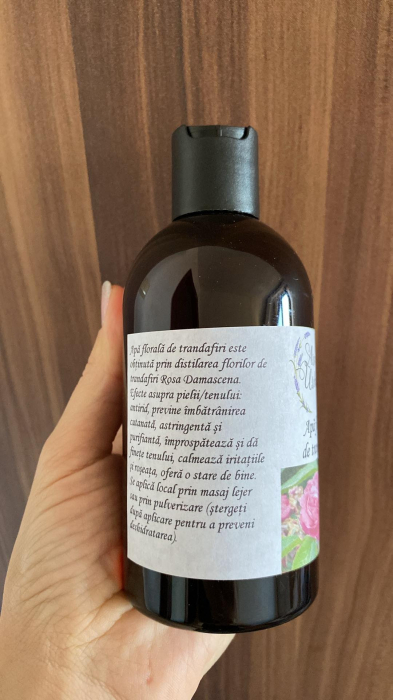 Apă florală de trandafiri este
obținută prin distilarea florilor de
trandafiri Rosa Damascena.
Efecte asupra pielii/tenului:
antirid, previne îmbătrânirea
cutanată, astringentă și
purifiantă, împrospătează și dă
finețe tenului, calmează iritațiile
și roșeața, oferă o stare de bine.
Se aplică local prin masaj lejer
sau prin pulverizare (ștergeți
după aplicare pentru a preveni
deshidratarea).
Apă
de